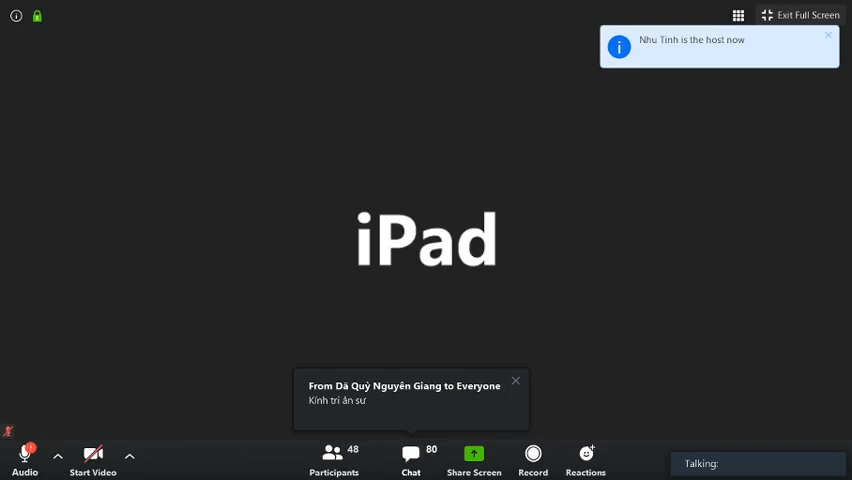 Exit Full Screen
Nhu Tinh is the host now
iPad
From Dã Quỳ Nguyên Giang to Everyone
Kính tri ân sư
48
80
Audio
Start Video
Participants
Chat
Share Screen
Record
Reactions
Talking: